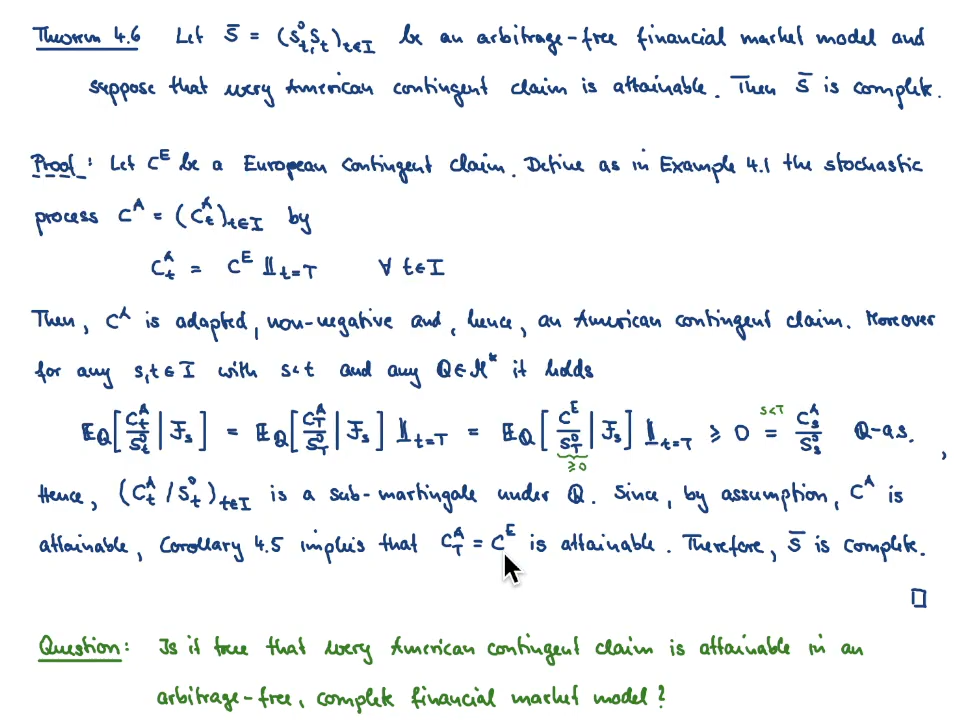 Theorem 4.6 Let S̄ = (S⁰ₜ, Sₜ)_{t∈I} be an arbitrage-free financial market model and
suppose that every American contingent claim is attainable. Then S̄ is complete.
Proof: Let C^E be a European contingent claim. Define as in Example 4.1 the stochastic
process C^A = (C^A_t)_{t∈I} by
C^A_t = C^E 𝟙_{t=T} ∀ t∈I
Then, C^A is adapted, non-negative and, hence, an American contingent claim. Moreover
for any s,t∈I with s<t and any Q∈M* it holds
E_Q[C^A_t / S⁰_t | F_s] = E_Q[C^A_T / S⁰_T | F_s] 𝟙_{t=T} = E_Q[C^E / S⁰_T | F_s] 𝟙_{t=T} ≥ 0 = C^A_s / S⁰_s Q-a.s. ,
s<T
≥0
Hence, (C^A_t / S⁰_t)_{t∈I} is a sub-martingale under Q. Since, by assumption, C^A is
attainable, Corollary 4.5 implies that C^A_T = C^E is attainable. Therefore, S̄ is complete.
□
Question: Is it true that every American contingent claim is attainable in an
arbitrage-free, complete financial market model?